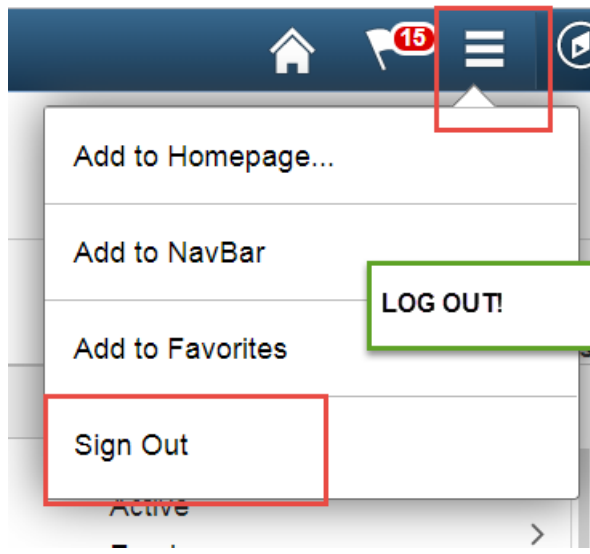 15
Add to Homepage...
Add to NavBar
LOG OUT!
Add to Favorites
Sign Out
Active